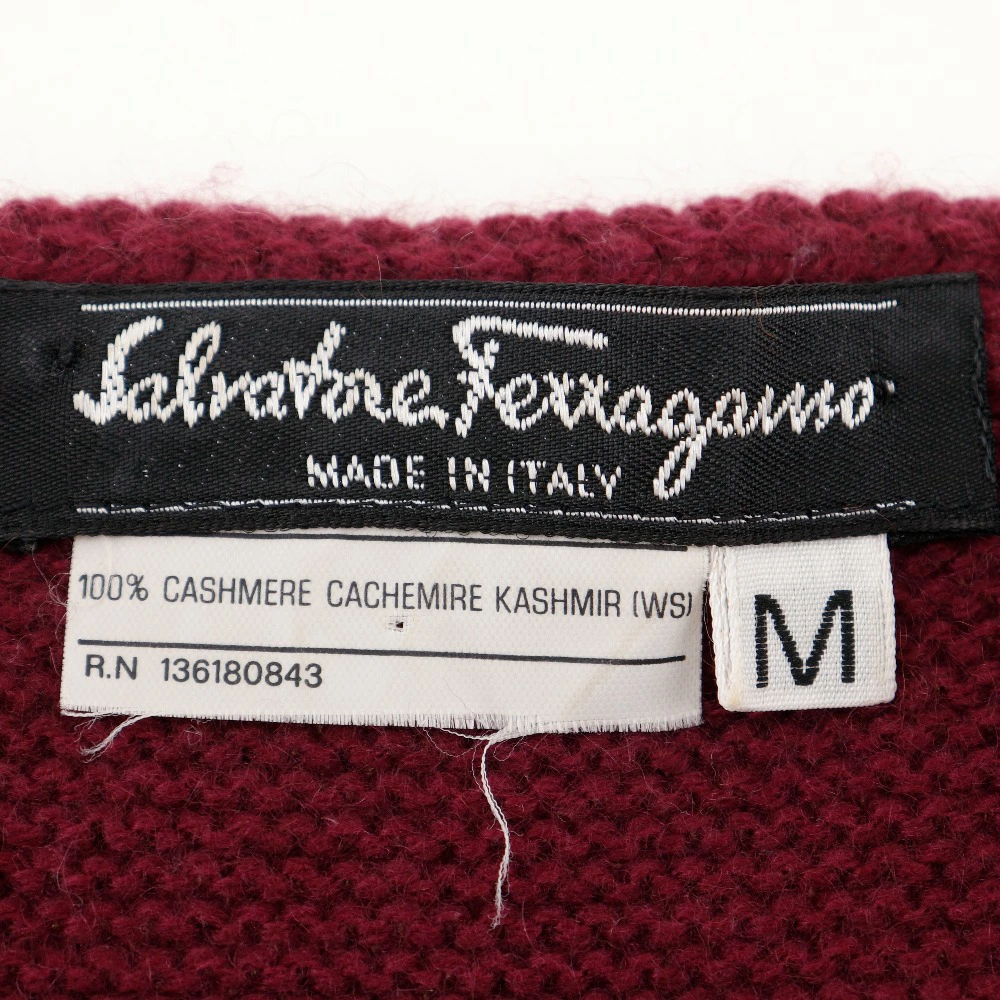 Salvatore Ferragamo
MADE IN ITALY
100% CASHMERE CACHEMIRE KASHMIR (WS)
R.N 136180843
M